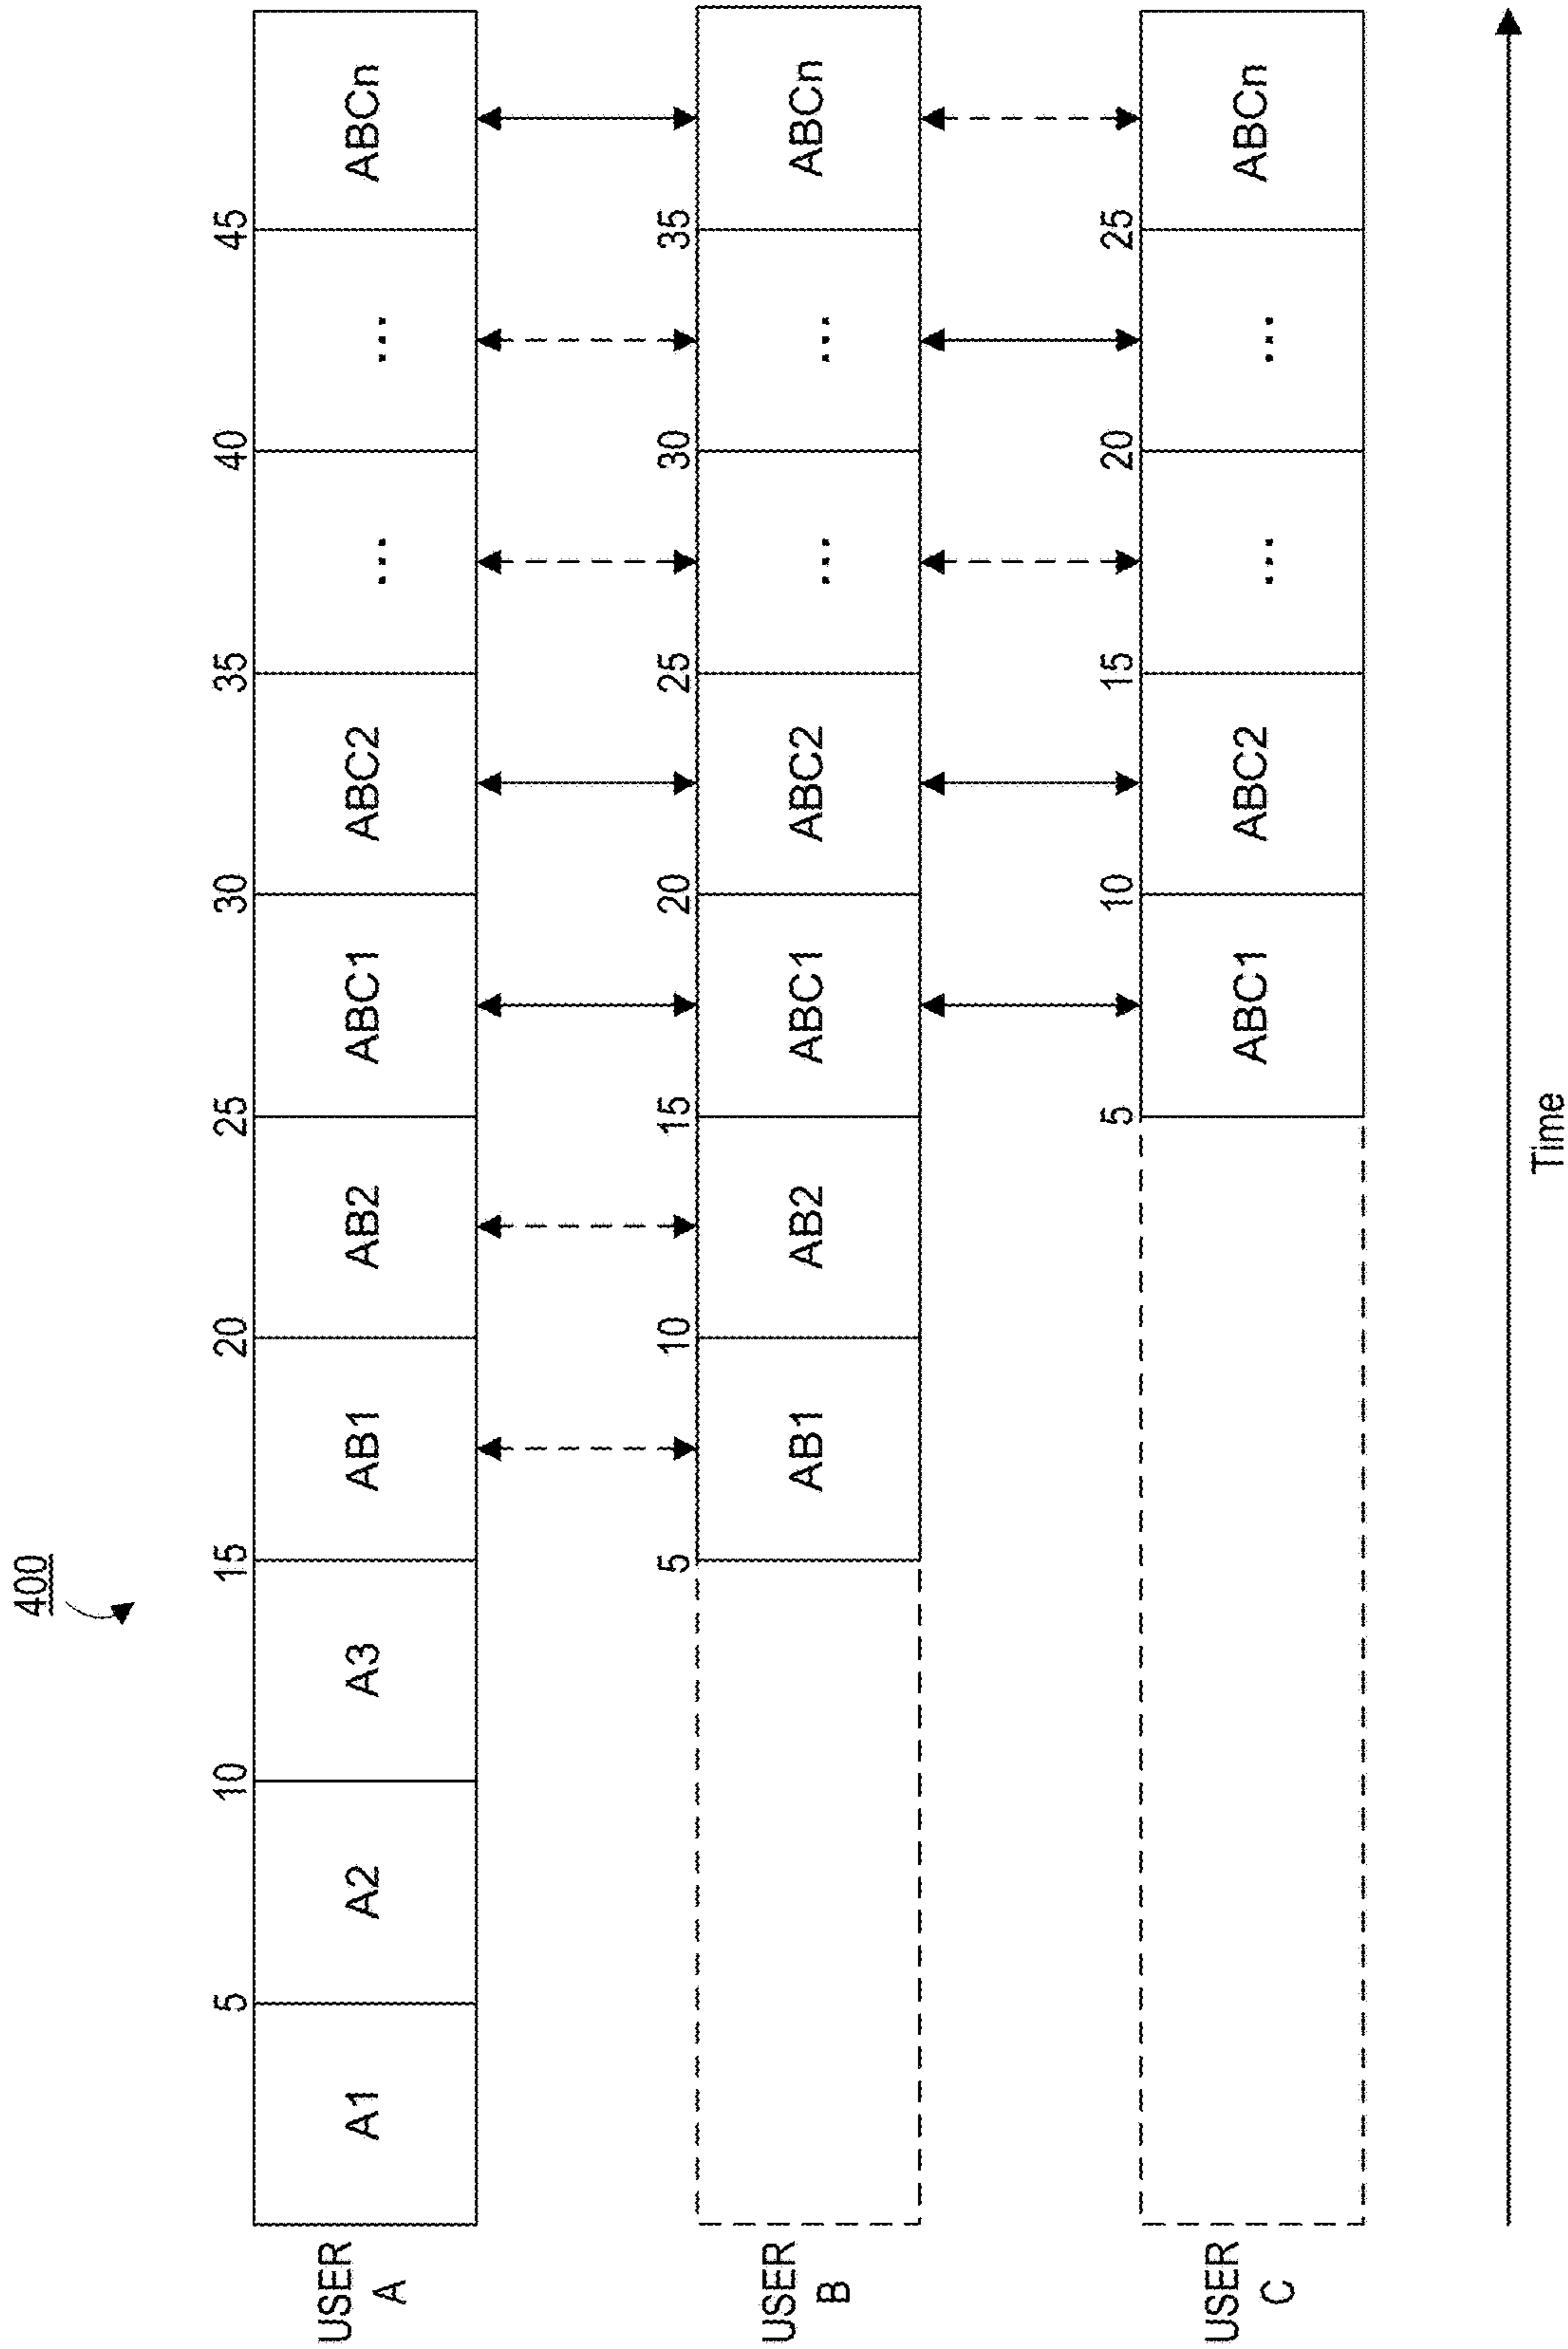 400
5 10 15 20 25 30 35 40 45
USER
A
A1 A2 A3 AB1 AB2 ABC1 ABC2 ... ... ABCn
5 10 15 20 25 30 35
USER
B
AB1 AB2 ABC1 ABC2 ... ... ABCn
5 10 15 20 25
USER
C
ABC1 ABC2 ... ... ABCn
Time